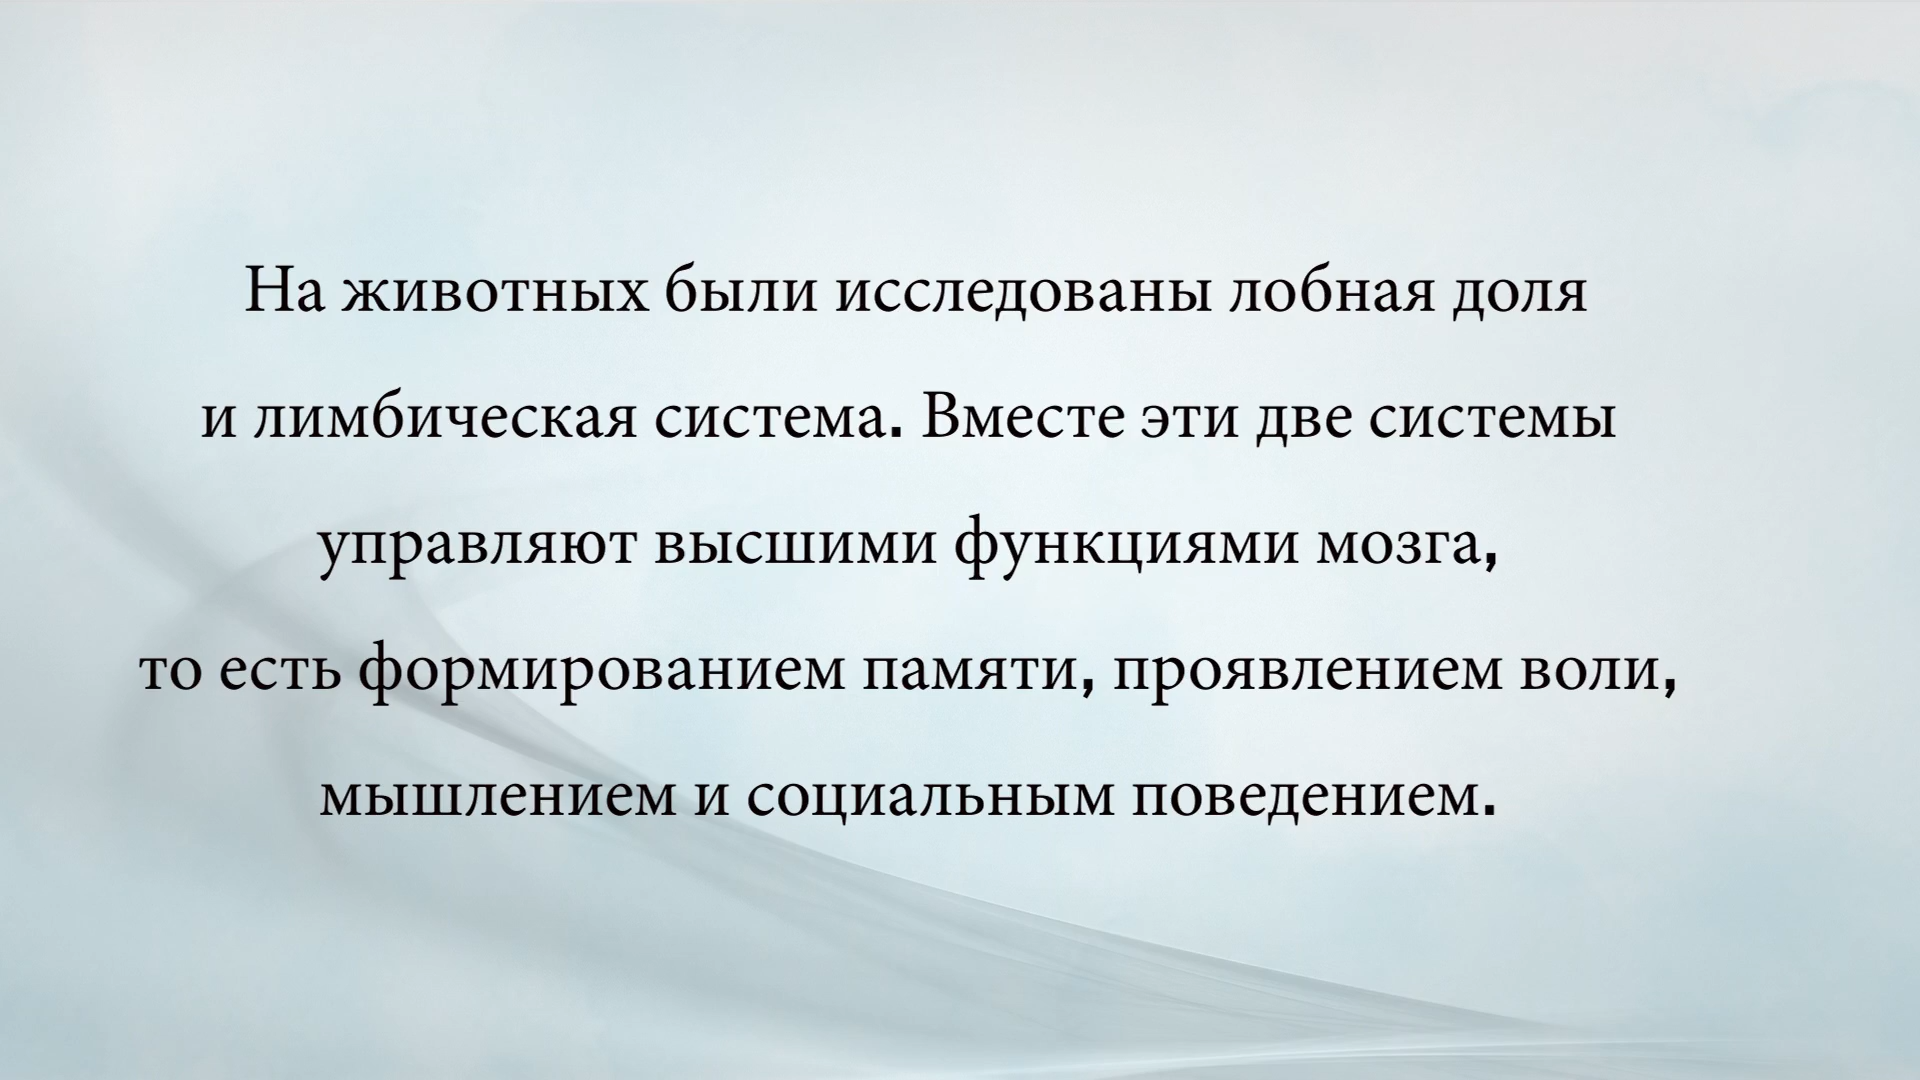 На животных были исследованы лобная доля
и лимбическая система. Вместе эти две системы
управляют высшими функциями мозга,
то есть формированием памяти, проявлением воли,
мышлением и социальным поведением.